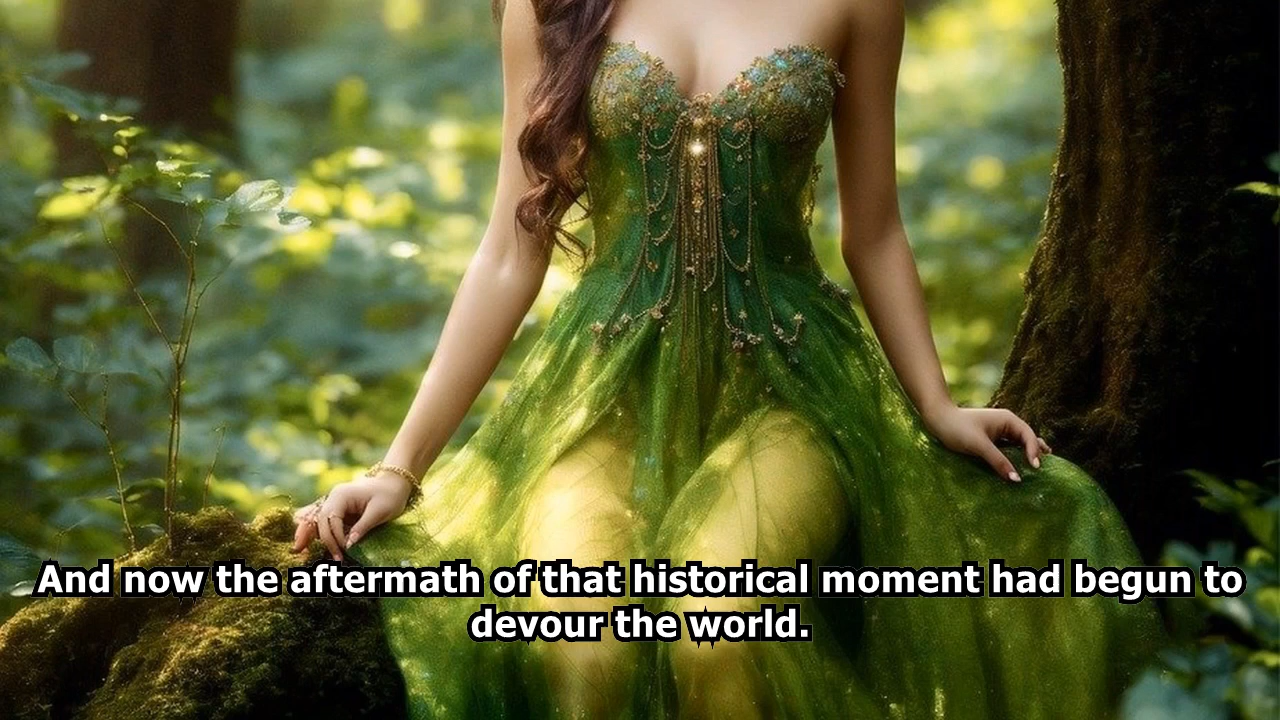 And now the aftermath of that historical moment had begun to
devour the world.